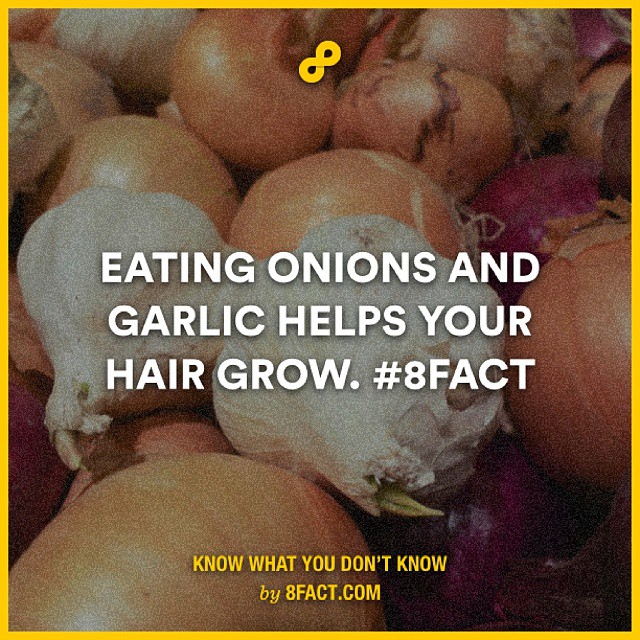 EATING ONIONS AND
GARLIC HELPS YOUR
HAIR GROW. #8FACT
KNOW WHAT YOU DON'T KNOW
by 8FACT.COM